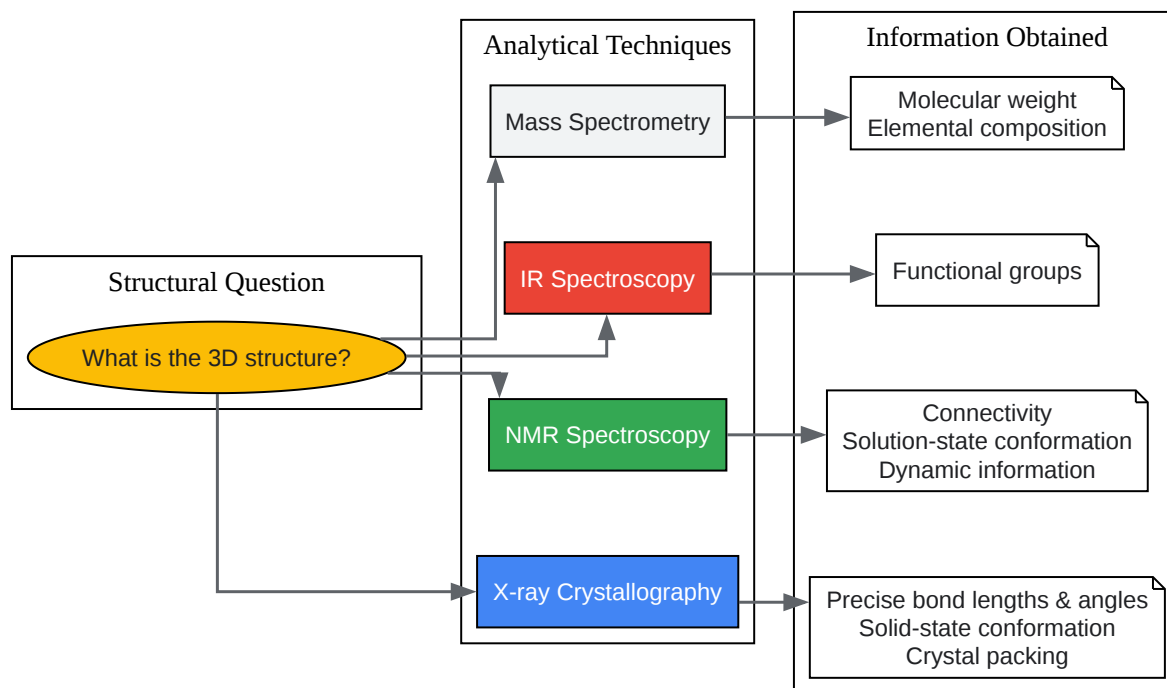 Structural Question
What is the 3D structure?
Analytical Techniques
Mass Spectrometry
IR Spectroscopy
NMR Spectroscopy
X-ray Crystallography
Information Obtained
Molecular weight
Elemental composition
Functional groups
Connectivity
Solution-state conformation
Dynamic information
Precise bond lengths & angles
Solid-state conformation
Crystal packing